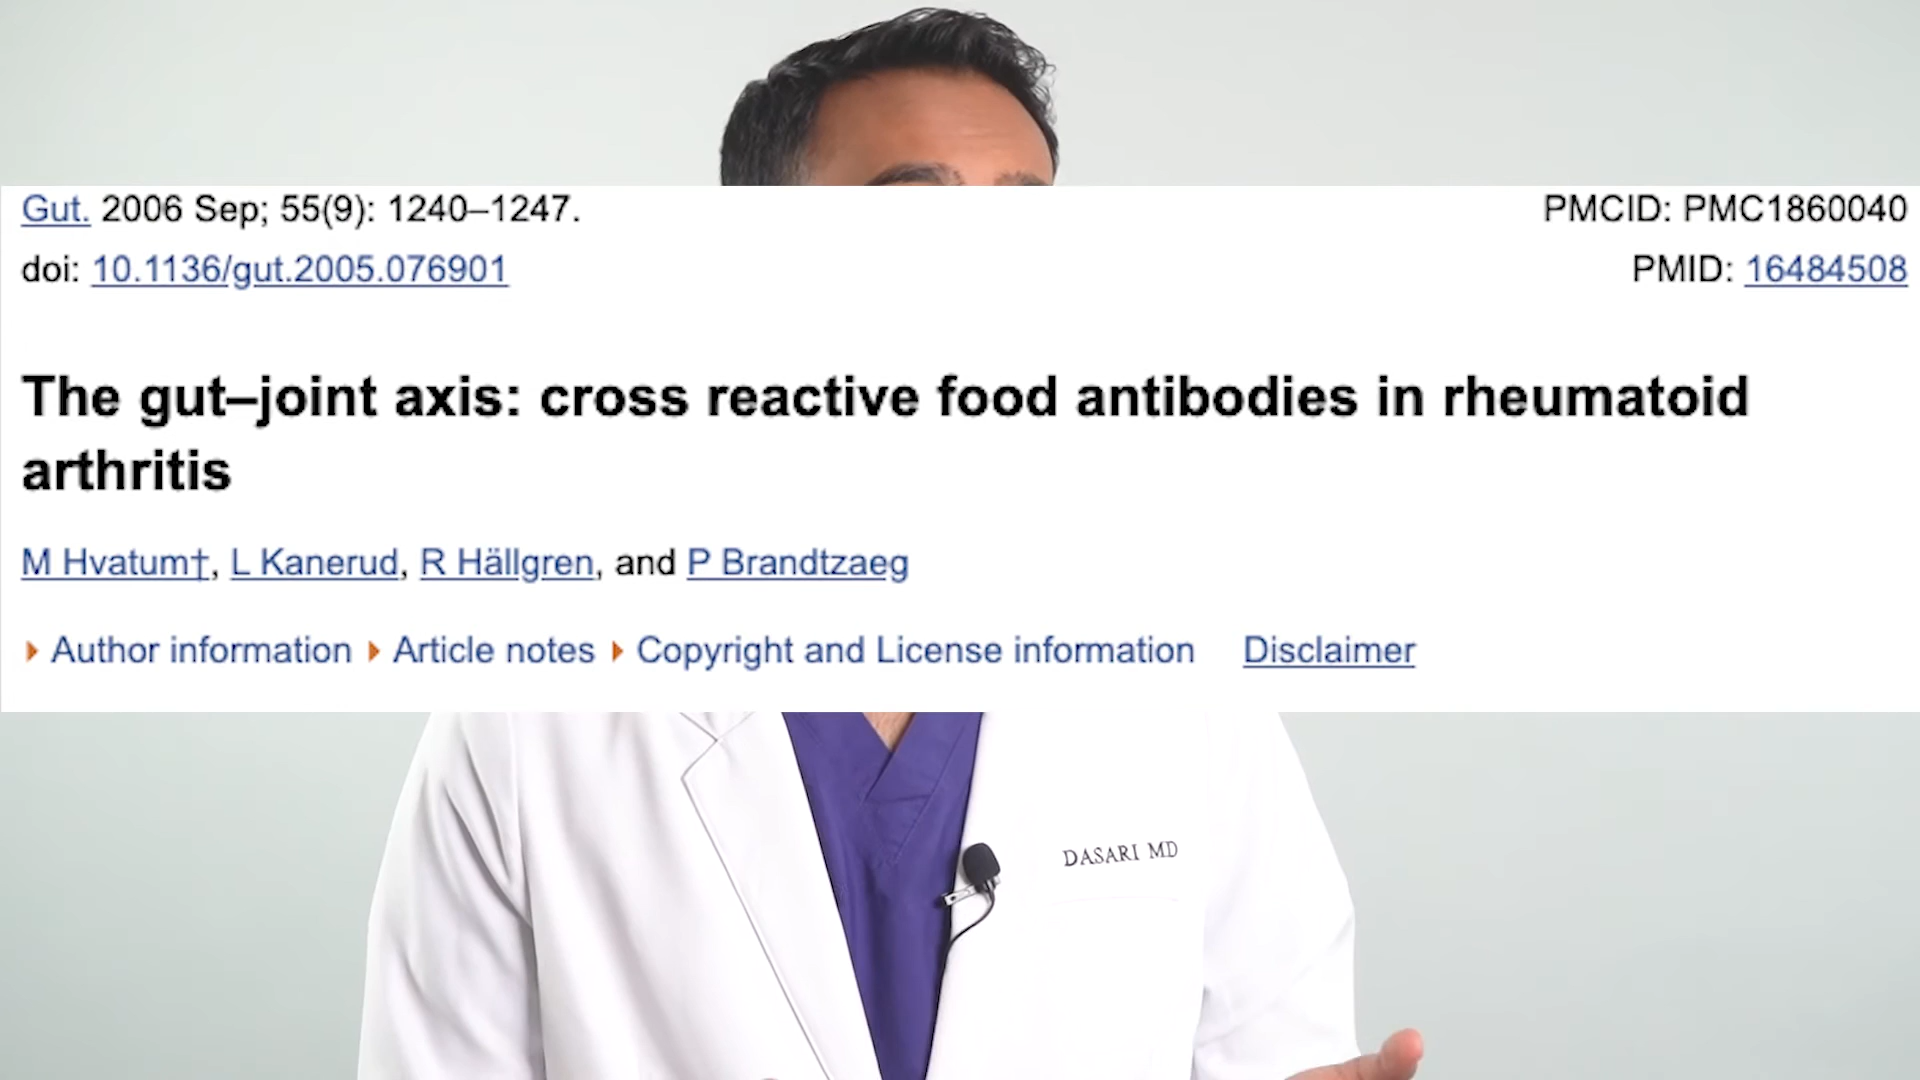 Gut. 2006 Sep; 55(9): 1240–1247.
PMCID: PMC1860040
doi: 10.1136/gut.2005.076901
PMID: 16484508
The gut–joint axis: cross reactive food antibodies in rheumatoid
arthritis
M Hvatum†, L Kanerud, R Hällgren, and P Brandtzaeg
Author information Article notes Copyright and License information Disclaimer
DASARI MD